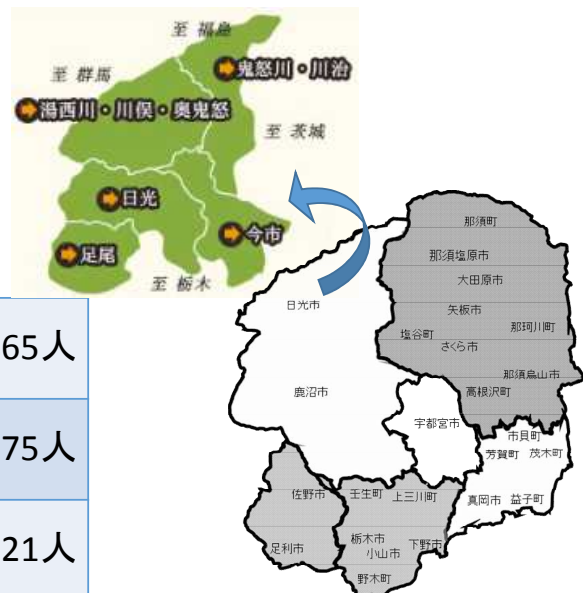 至 福島
鬼怒川・川治
至 群馬
湯西川・川俣・奥鬼怒
至 茨城
日光
今市
足尾
至 栃木
65人
75人
21人
那須町
那須塩原市
大田原市
日光市
矢板市
那珂川町
塩谷町
さくら市
那須烏山市
高根沢町
鹿沼市
宇都宮市
市貝町
芳賀町 茂木町
佐野市
壬生町
上三川町
真岡市
益子町
栃木市
下野市
小山市
足利市
野木町